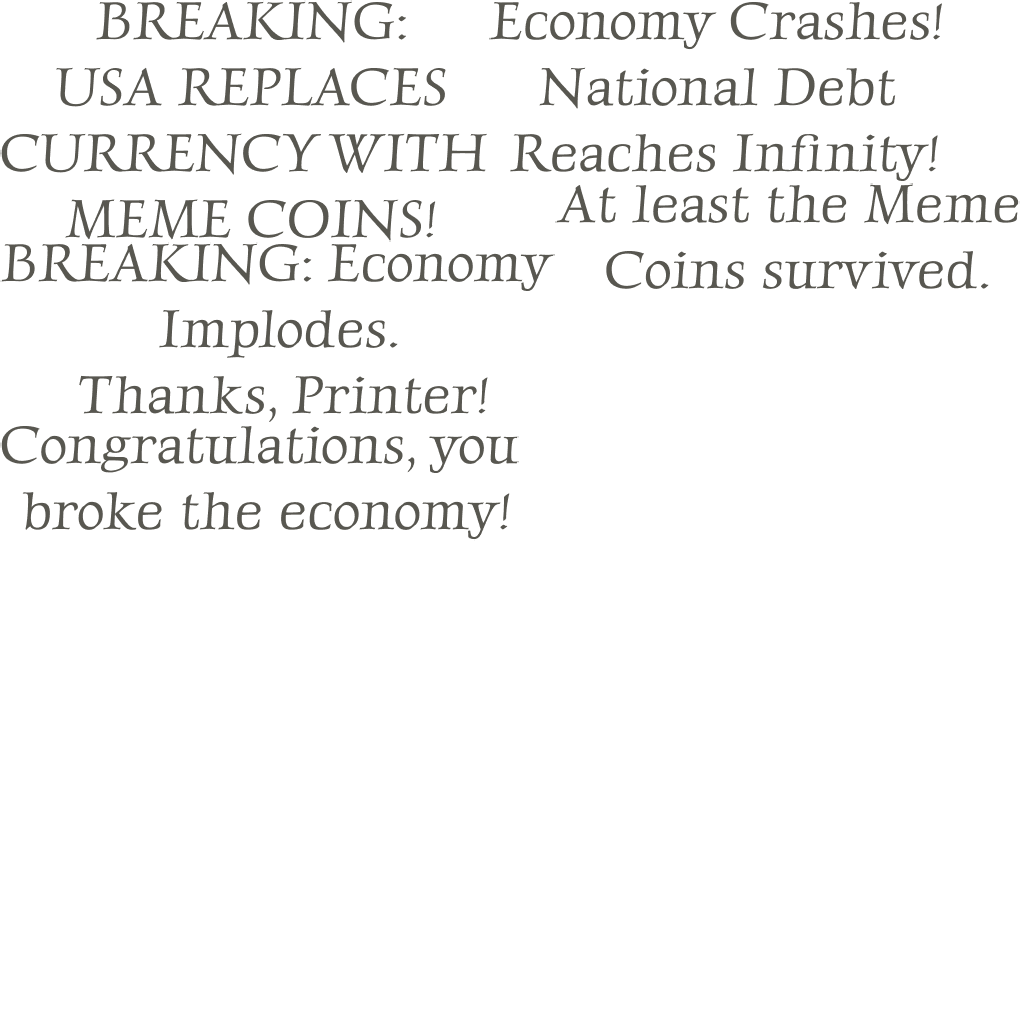 BREAKING:
USA REPLACES
CURRENCY WITH
MEME COINS!
Economy Crashes!
National Debt
Reaches Infinity!
At least the Meme
Coins survived.
BREAKING: Economy
Implodes.
Thanks, Printer!
Congratulations, you
broke the economy!